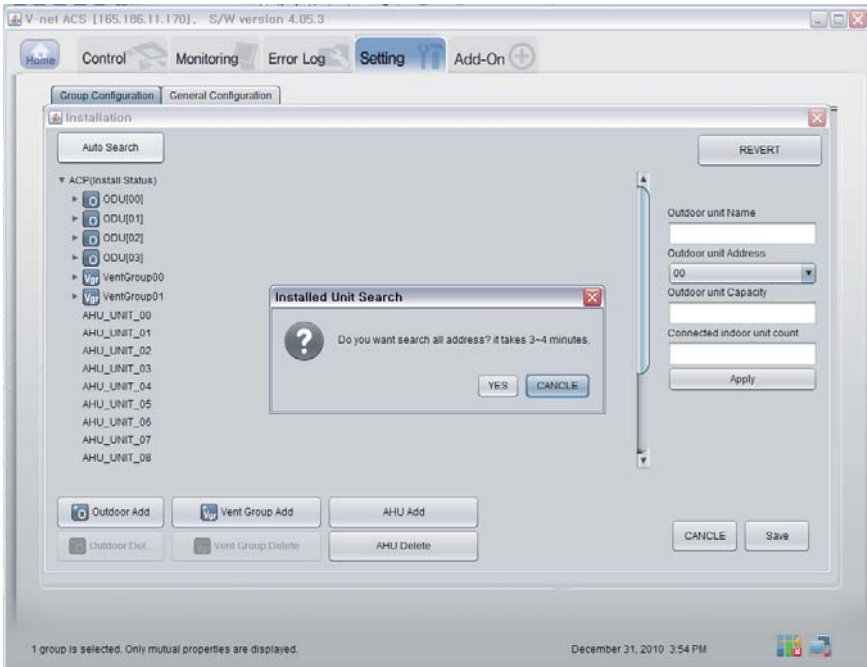 V-net ACS [165.186.11.170],   S/W version 4.05.3
Home
Control
Monitoring
Error Log
Setting
Add-On
Group Configuration
General Configuration
Installation
Auto Search
REVERT
ACP(Install Status)
ODU[00]
ODU[01]
ODU[02]
ODU[03]
Vgr VentGroup00
Vgr VentGroup01
AHU_UNIT_00
AHU_UNIT_01
AHU_UNIT_02
AHU_UNIT_03
AHU_UNIT_04
AHU_UNIT_05
AHU_UNIT_06
AHU_UNIT_07
AHU_UNIT_08
Installed Unit Search
Do you want search all address? it takes 3~4 minutes.
YES
CANCLE
Outdoor unit Name
Outdoor unit Address
00
Outdoor unit Capacity
Connected indoor unit count
Apply
Outdoor Add
Vgr Vent Group Add
AHU Add
Outdoor Del...
Vent Group Delete
AHU Delete
CANCLE
Save
1 group is selected. Only mutual properties are displayed.
December 31, 2010  3:54 PM